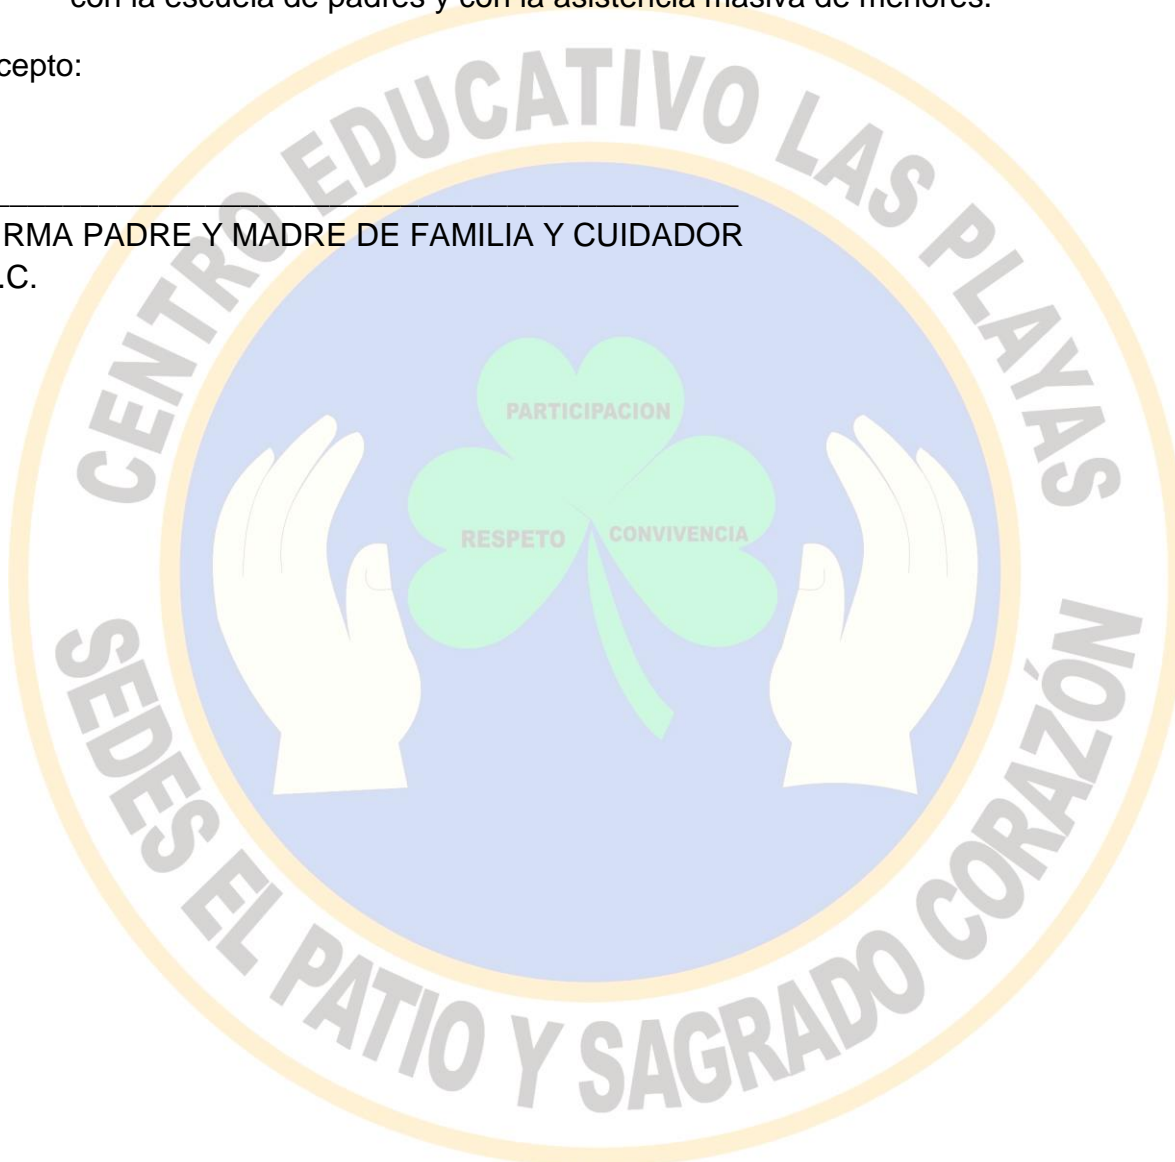 con la escuela de padres y con la asistencia masiva de menores.
cepto:
_____________________________________________
RMA PADRE Y MADRE DE FAMILIA Y CUIDADOR
.C.
CENTRO EDUCATIVO LAS PLAYAS
PARTICIPACION
RESPETO CONVIVENCIA
SEDES EL PATIO Y SAGRADO CORAZÓN